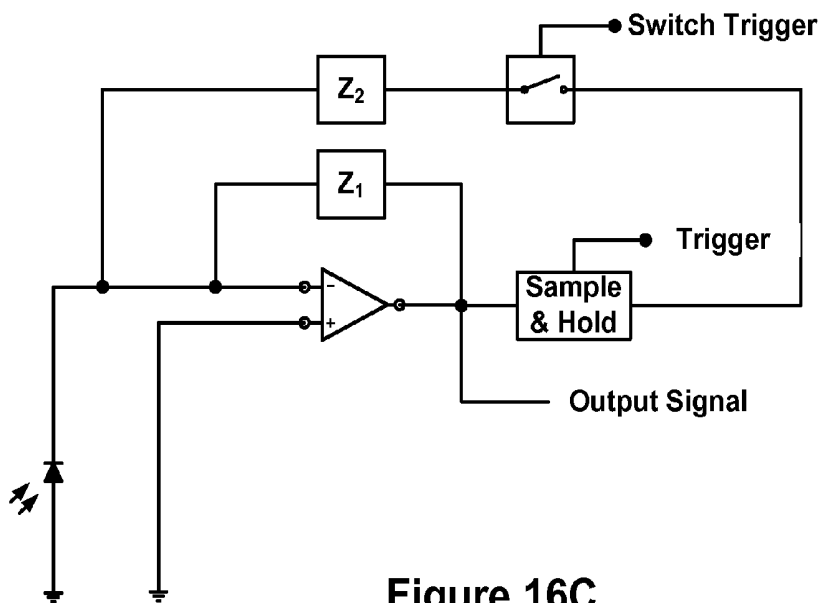 Switch Trigger
Z₂
Z₁
Trigger
Sample
& Hold
-
+
Output Signal
Figure 16C